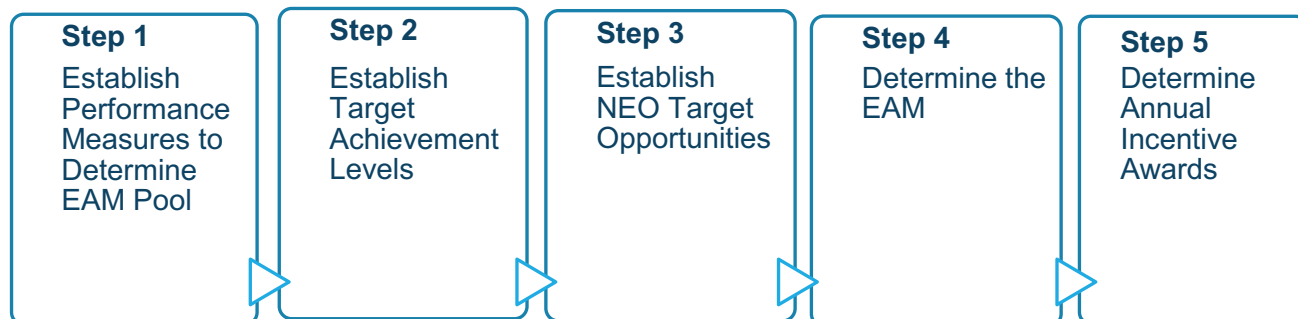 Step 1
Establish
Performance
Measures to
Determine
EAM Pool
Step 2
Establish
Target
Achievement
Levels
Step 3
Establish
NEO Target
Opportunities
Step 4
Determine the
EAM
Step 5
Determine
Annual
Incentive
Awards